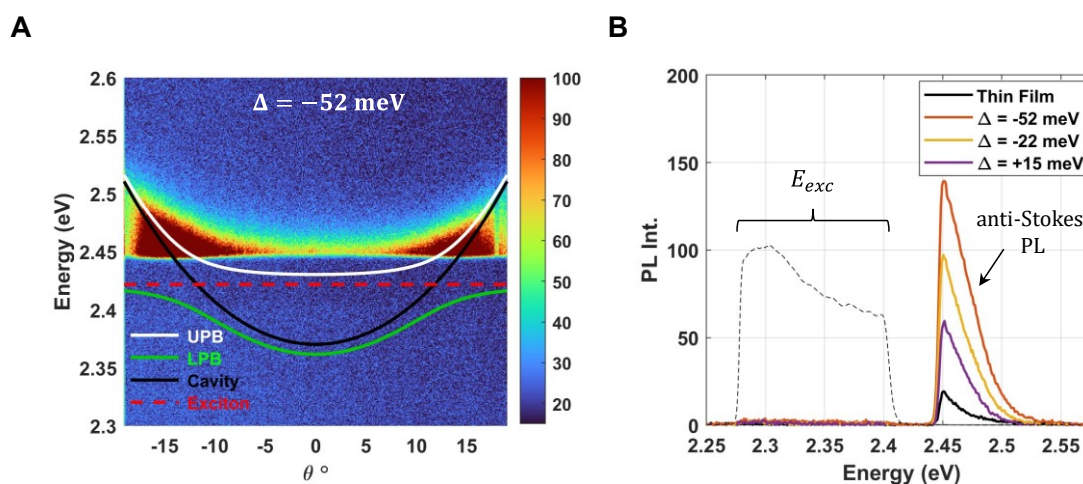 A
Δ = −52 meV
Energy (eV)
2.6
2.55
2.5
2.45
2.4
2.35
2.3
UPB
LPB
Cavity
Exciton
-15 -10 -5 0 5 10 15
θ °
100
90
80
70
60
50
40
30
20
B
PL Int.
200
150
100
50
0
E_exc
Thin Film
Δ = -52 meV
Δ = -22 meV
Δ = +15 meV
anti-Stokes
PL
2.25 2.3 2.35 2.4 2.45 2.5 2.55
Energy (eV)